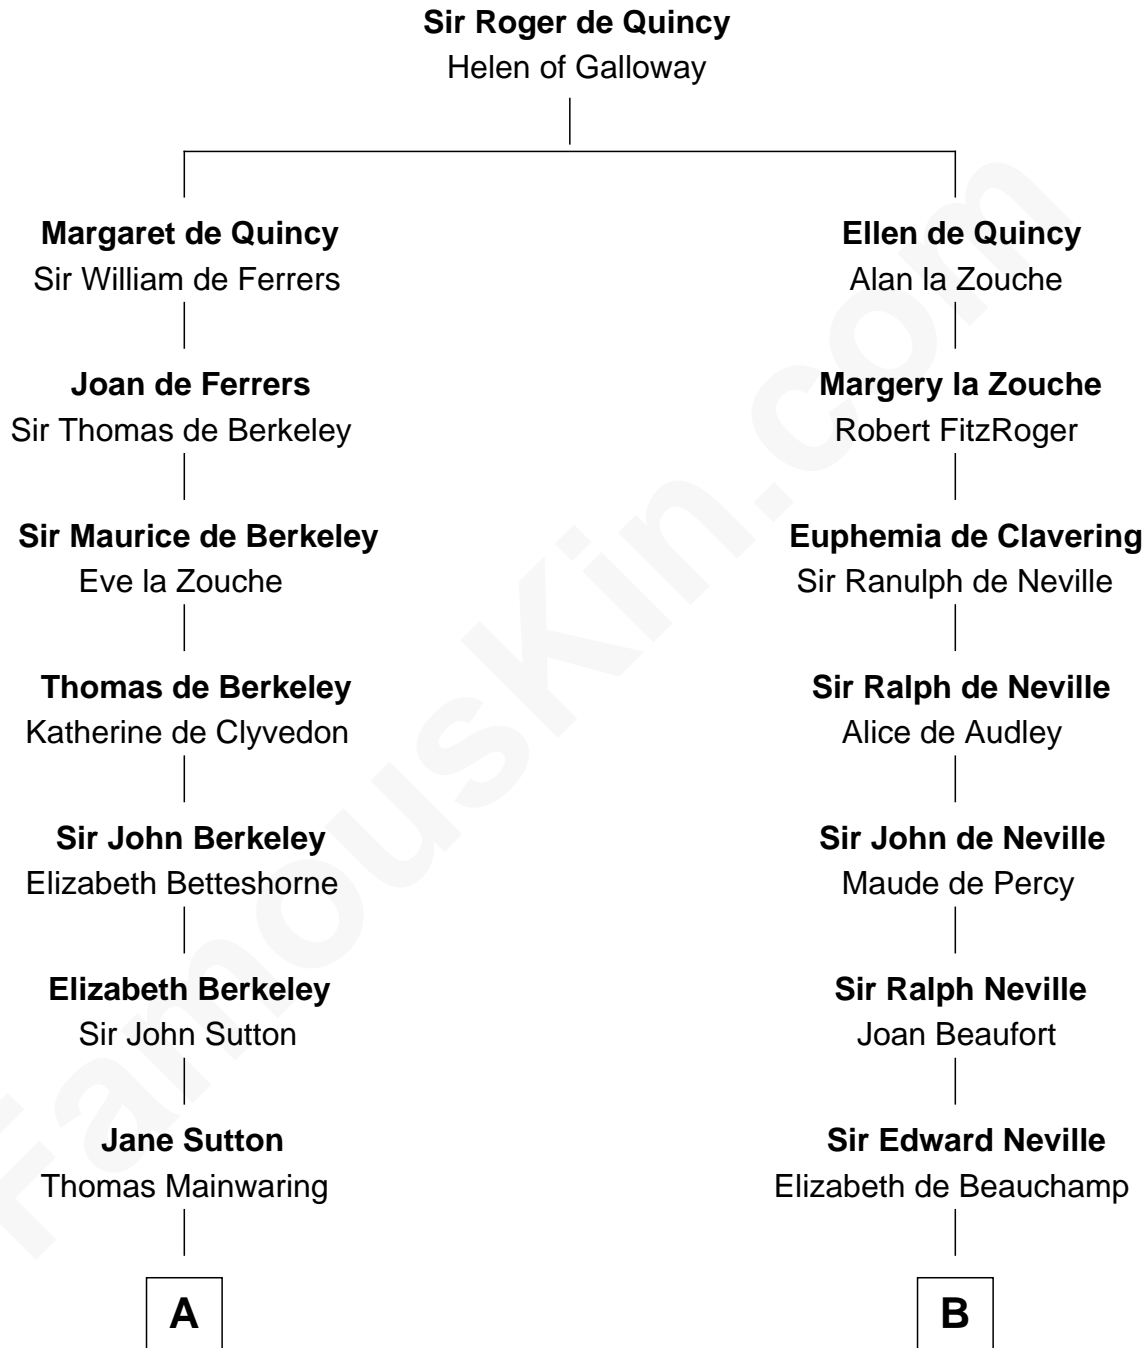 Sir Roger de Quincy
Helen of Galloway
Margaret de Quincy
Sir William de Ferrers
Ellen de Quincy
Alan la Zouche
Joan de Ferrers
Sir Thomas de Berkeley
Margery la Zouche
Robert FitzRoger
Sir Maurice de Berkeley
Eve la Zouche
Euphemia de Clavering
Sir Ranulph de Neville
Thomas de Berkeley
Katherine de Clyvedon
Sir Ralph de Neville
Alice de Audley
Sir John Berkeley
Elizabeth Betteshorne
Sir John de Neville
Maude de Percy
Elizabeth Berkeley
Sir John Sutton
Sir Ralph Neville
Joan Beaufort
Jane Sutton
Thomas Mainwaring
Sir Edward Neville
Elizabeth de Beauchamp
A
B
FamousKin.com